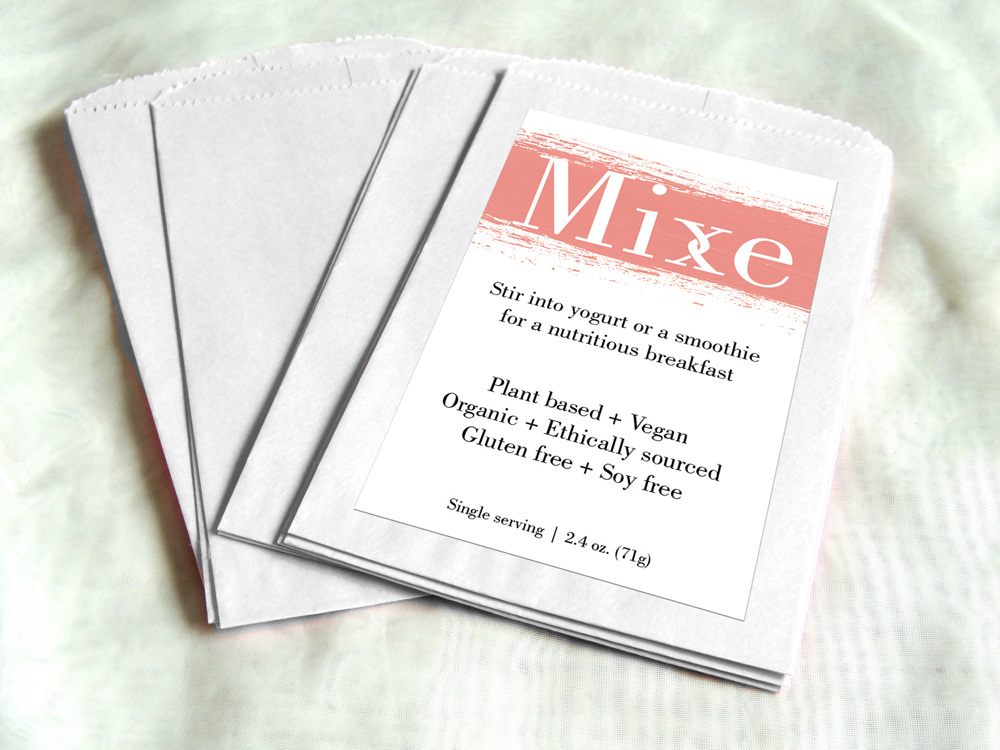 Mixe
Stir into yogurt or a smoothie
for a nutritious breakfast
Plant based + Vegan
Organic + Ethically sourced
Gluten free + Soy free
Single serving | 2.4 oz. (71g)